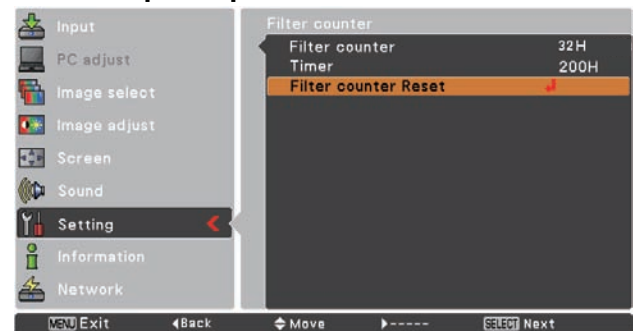 Input
PC adjust
Image select
Image adjust
Screen
Sound
Setting
Information
Network
Filter counter
Filter counter 32H
Timer 200H
Filter counter Reset
MENU Exit Back Move ----- SELECT Next